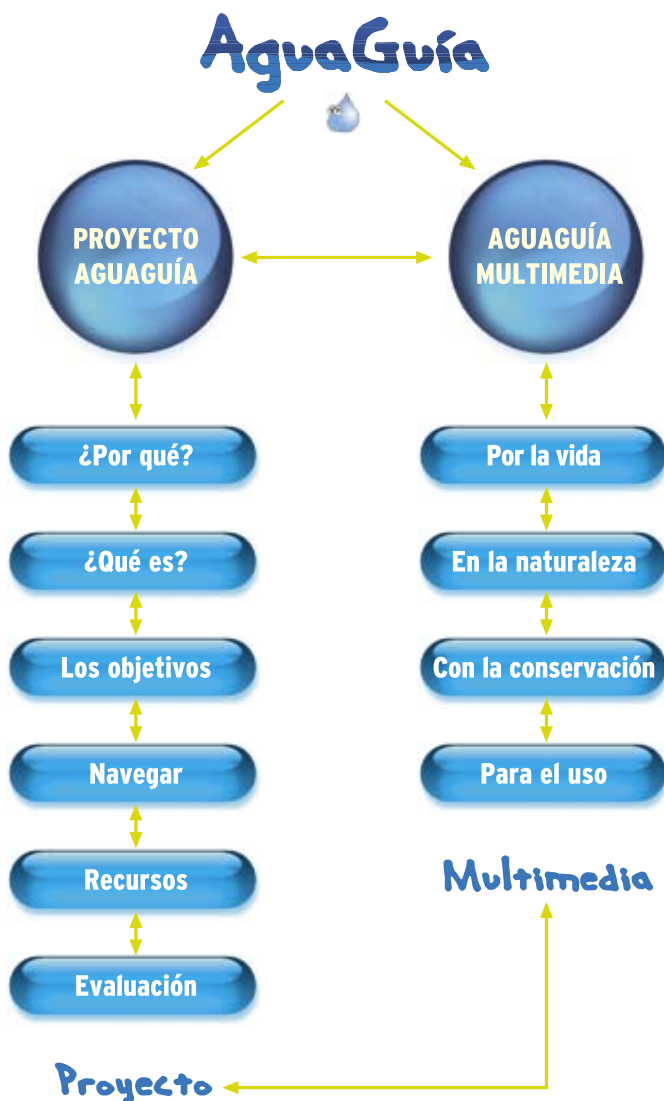 AguaGuía
PROYECTO
AGUAGUÍA
AGUAGUÍA
MULTIMEDIA
¿Por qué?
¿Qué es?
Los objetivos
Navegar
Recursos
Evaluación
Proyecto
Por la vida
En la naturaleza
Con la conservación
Para el uso
Multimedia